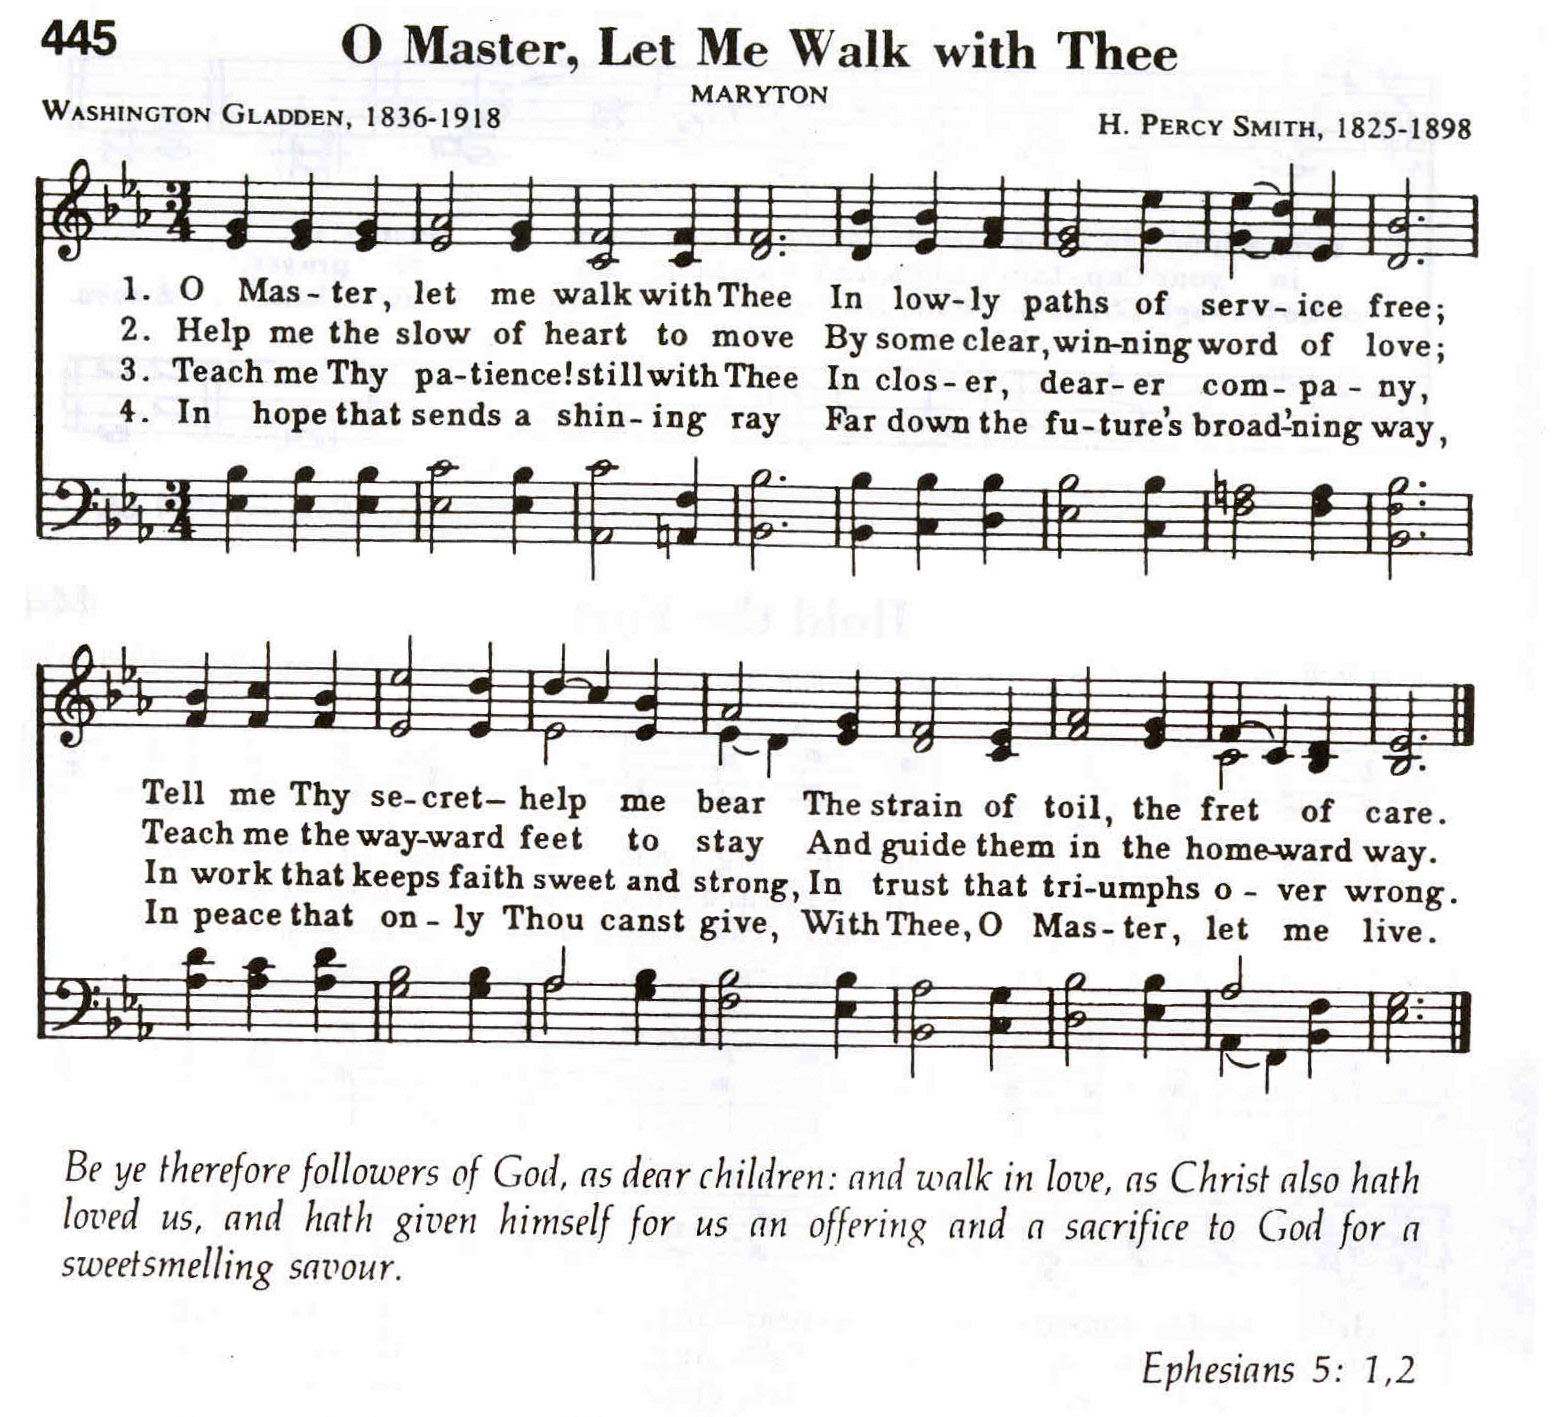 445
O Master, Let Me Walk with Thee
MARYTON
WASHINGTON GLADDEN, 1836-1918
H. PERCY SMITH, 1825-1898
1. O Mas-ter, let me walk with Thee In low-ly paths of serv-ice free;
2. Help me the slow of heart to move By some clear, win-ning word of love;
3. Teach me Thy pa-tience! still with Thee In clos-er, dear-er com-pa-ny,
4. In hope that sends a shin-ing ray Far down the fu-ture's broad-'ning way,
Tell me Thy se-cret– help me bear The strain of toil, the fret of care.
Teach me the way-ward feet to stay And guide them in the home-ward way.
In work that keeps faith sweet and strong, In trust that tri-umphs o-ver wrong.
In peace that on-ly Thou canst give, With Thee, O Mas-ter, let me live.
Be ye therefore followers of God, as dear children: and walk in love, as Christ also hath
loved us, and hath given himself for us an offering and a sacrifice to God for a
sweetsmelling savour.
Ephesians 5: 1,2